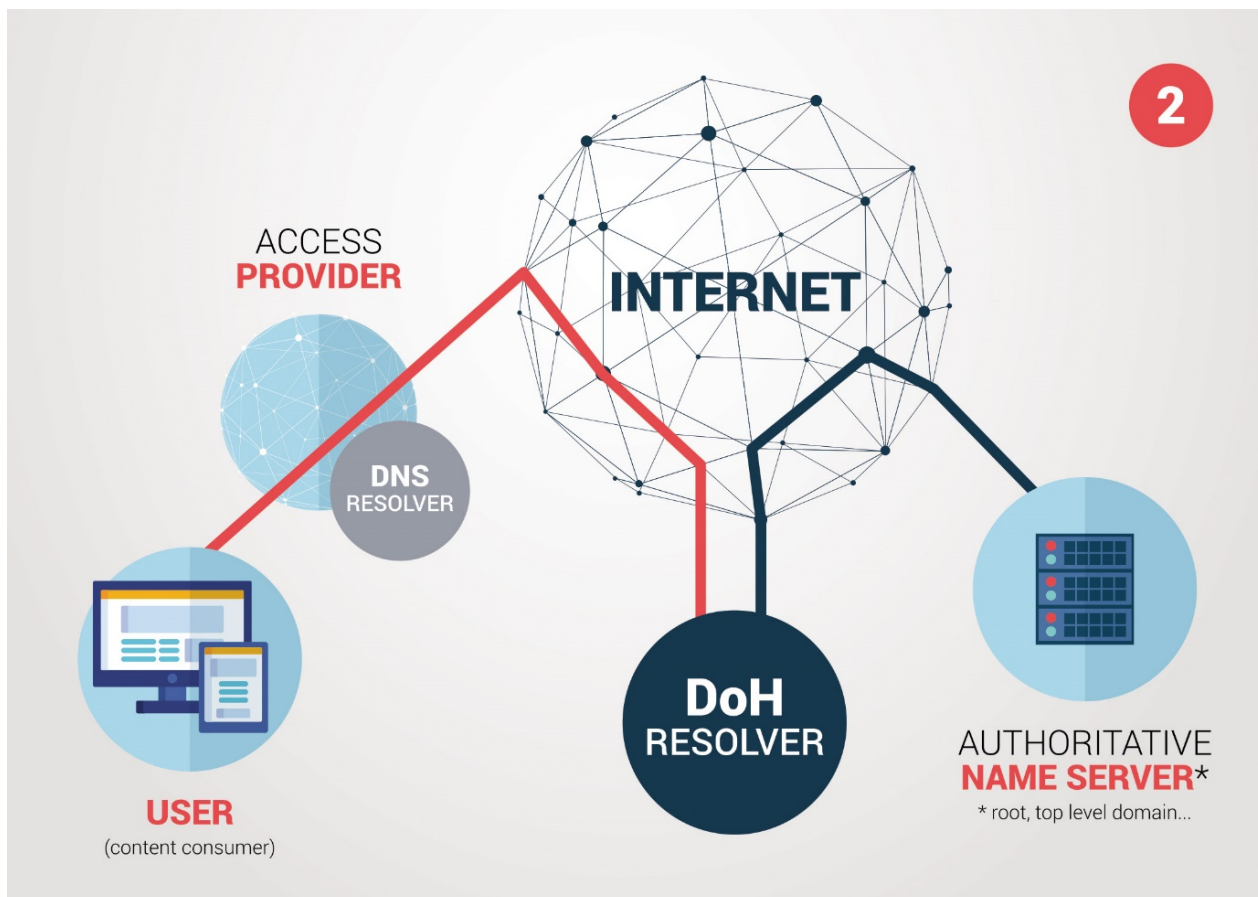 2
ACCESS
PROVIDER
INTERNET
DNS
RESOLVER
DoH
RESOLVER
USER
(content consumer)
AUTHORITATIVE
NAME SERVER*
* root, top level domain...